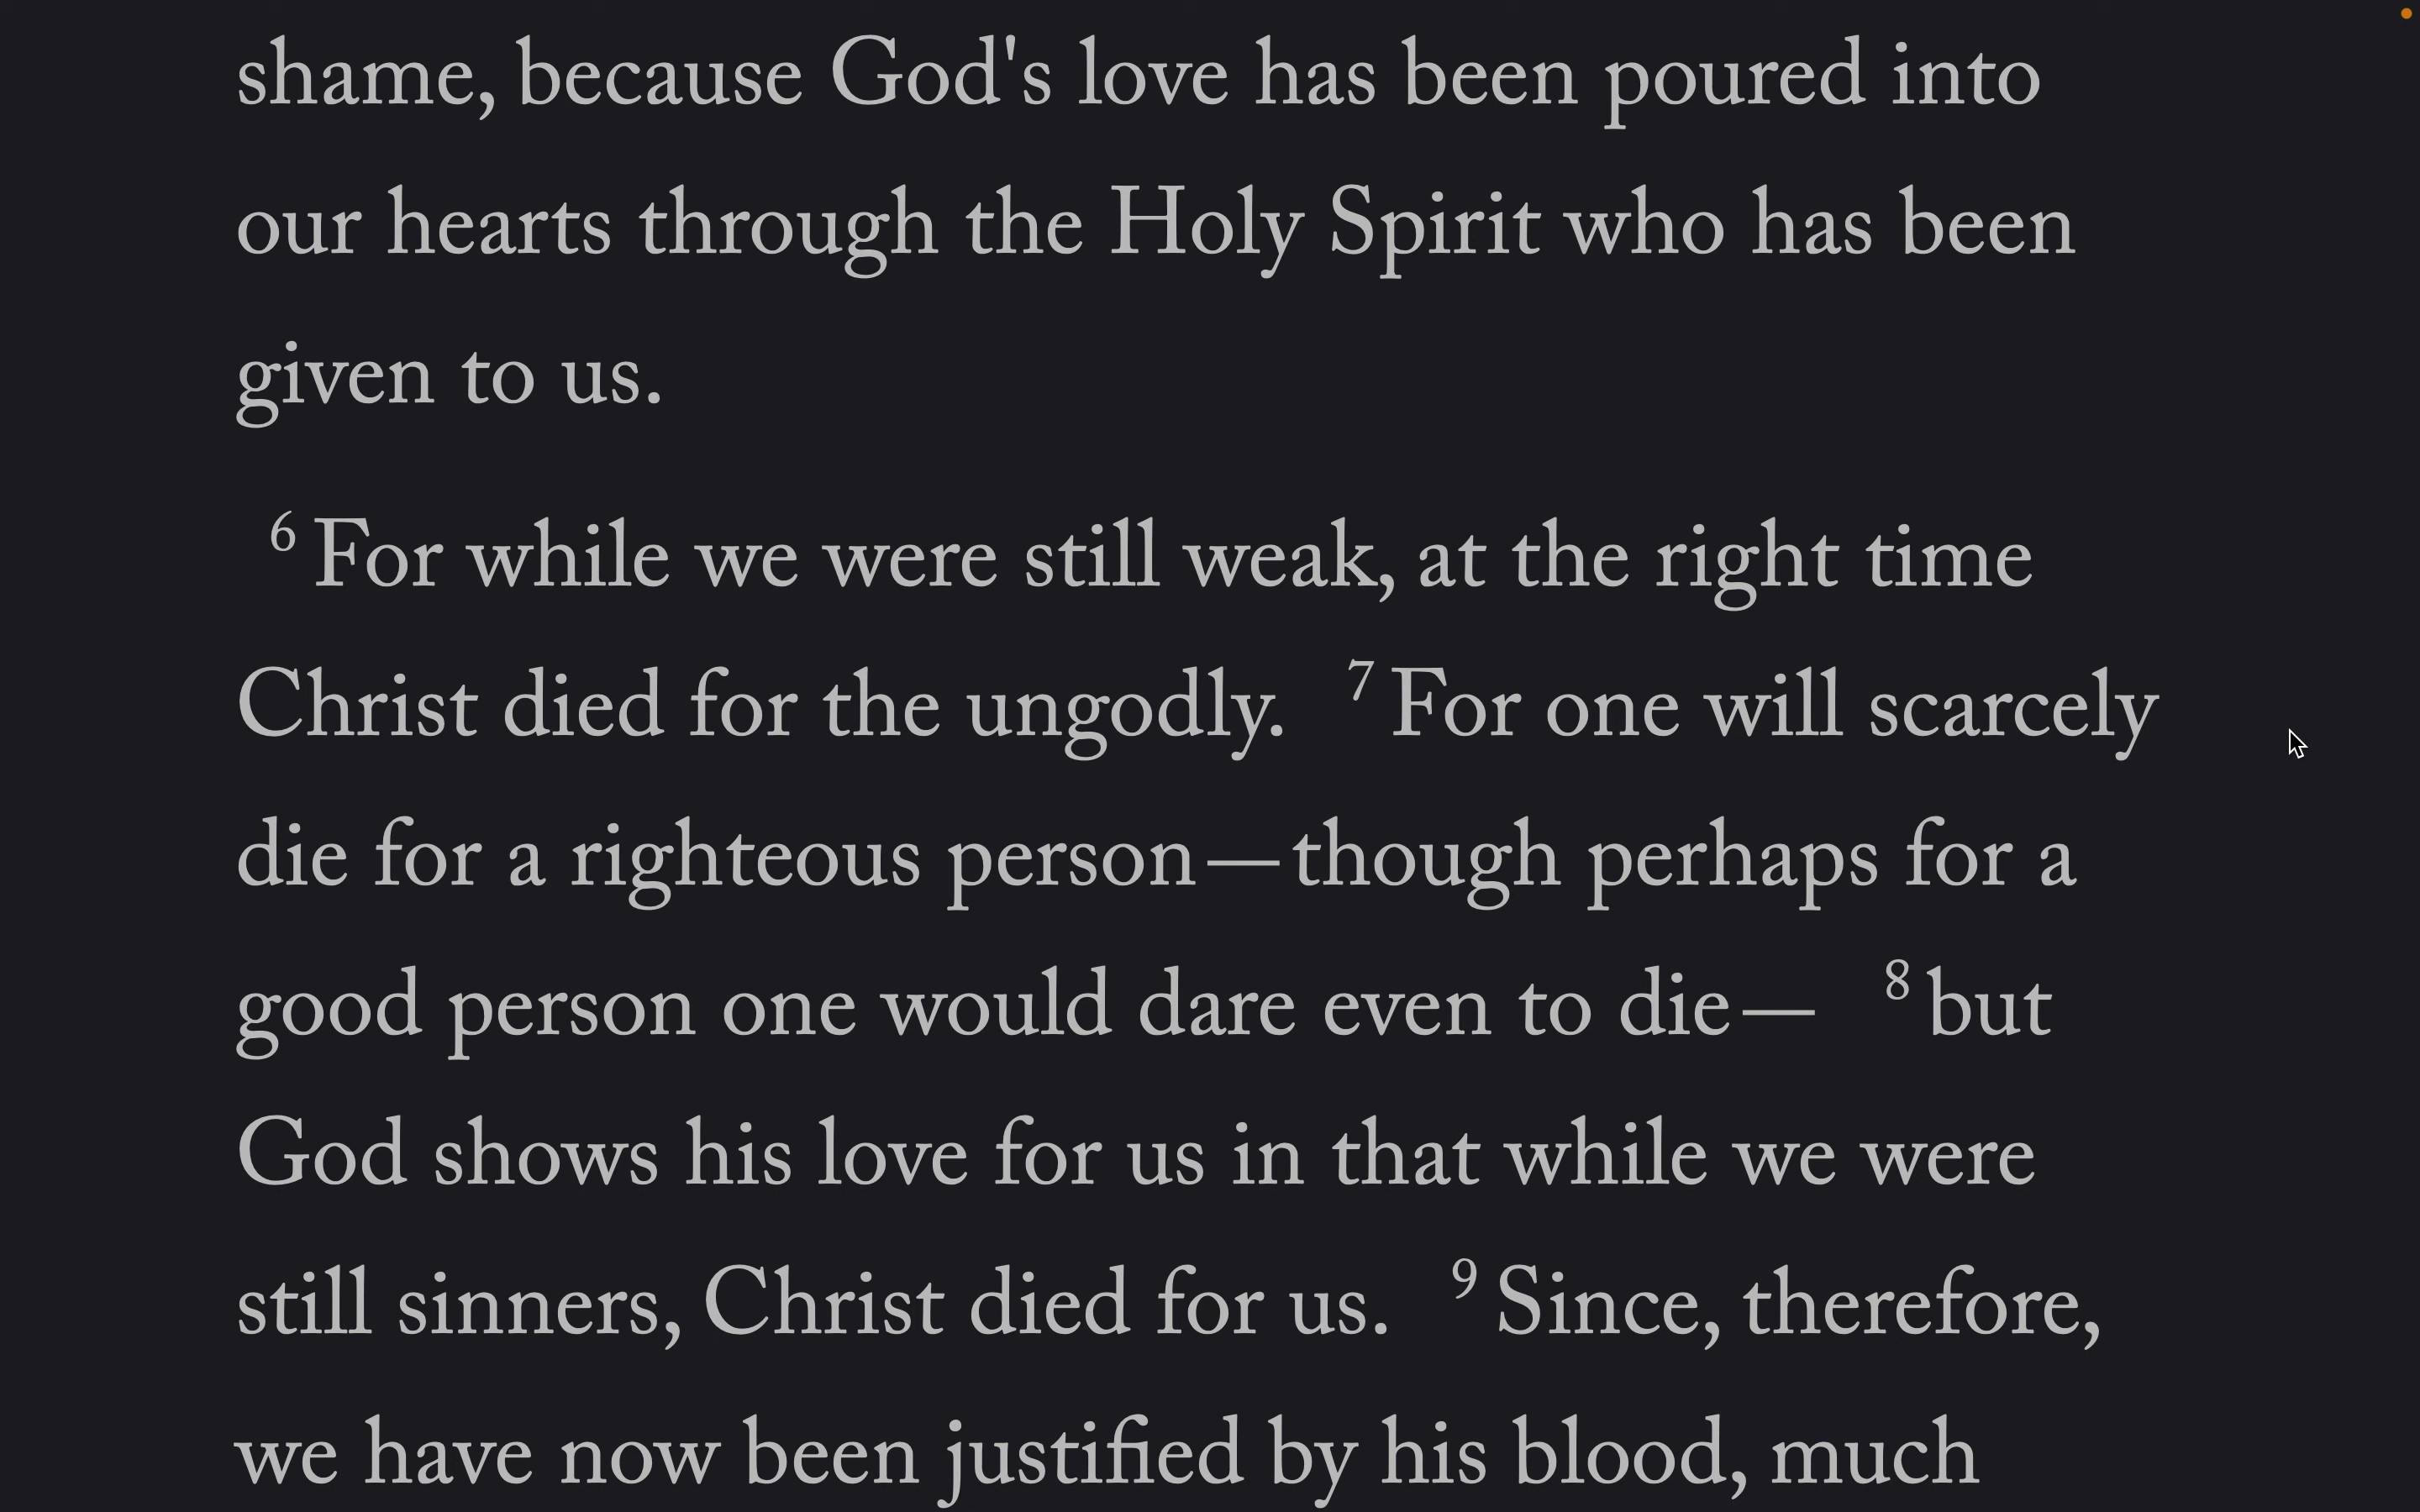 shame, because God's love has been poured into
our hearts through the Holy Spirit who has been
given to us.
6 For while we were still weak, at the right time
Christ died for the ungodly. 7 For one will scarcely
die for a righteous person—though perhaps for a
good person one would dare even to die— 8 but
God shows his love for us in that while we were
still sinners, Christ died for us. 9 Since, therefore,
we have now been justified by his blood, much